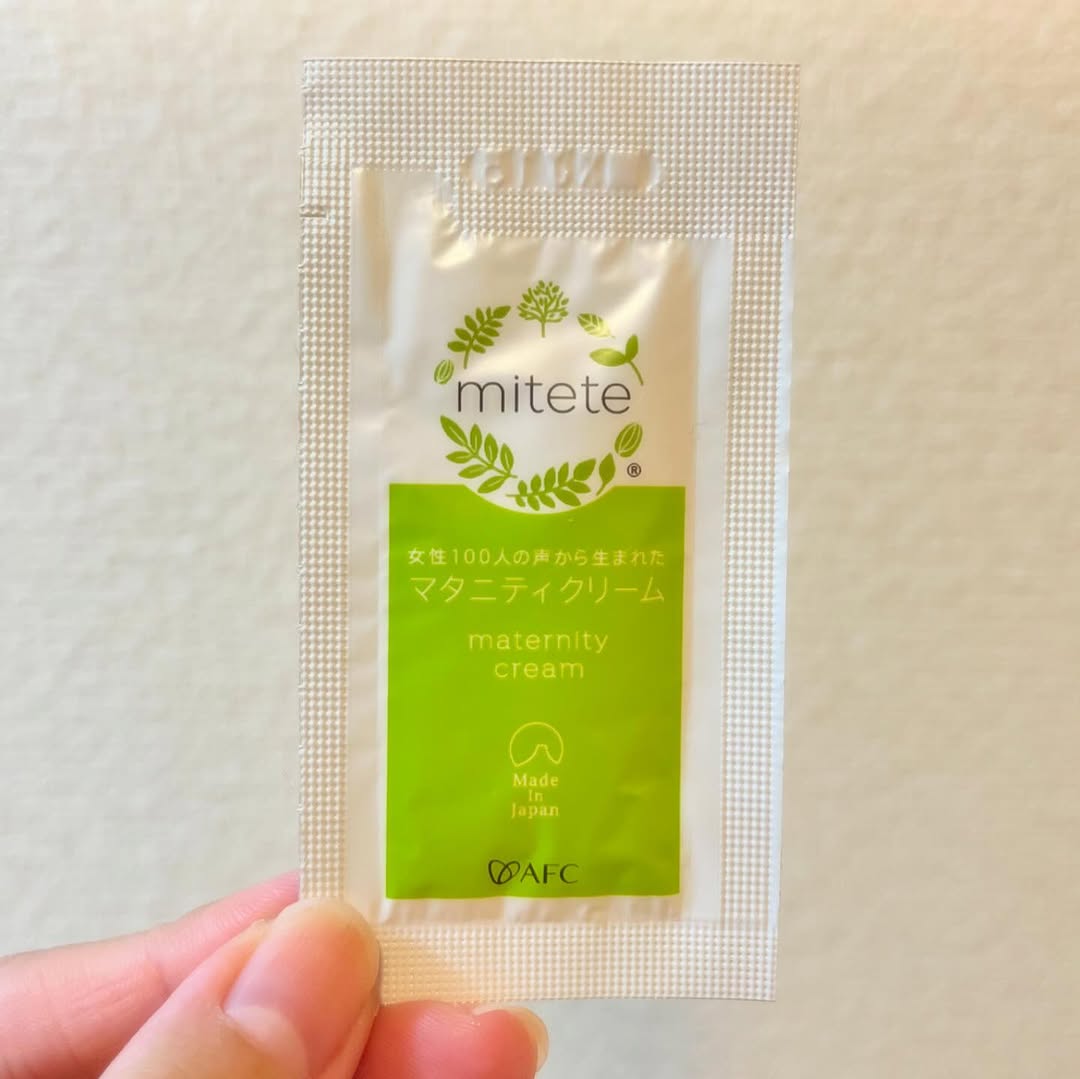 mitete
®
女性100人の声から生まれた
マタニティクリーム
maternity
cream
Made
In
Japan
AFC